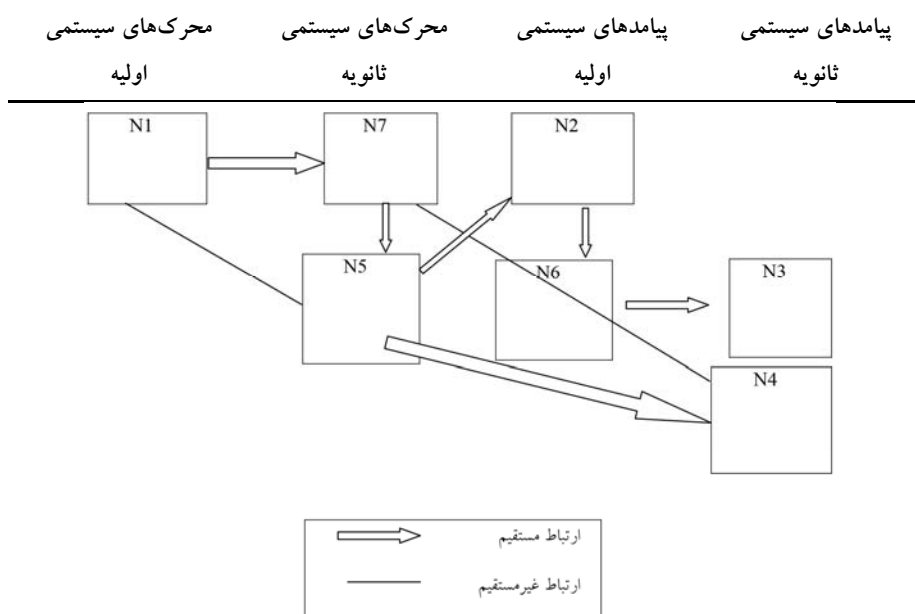 محرک‌های سیستمی اولیه
محرک‌های سیستمی ثانویه
پیامدهای سیستمی اولیه
پیامدهای سیستمی ثانویه
N1
N7
N2
N5
N6
N3
N4
ارتباط مستقیم
ارتباط غیرمستقیم